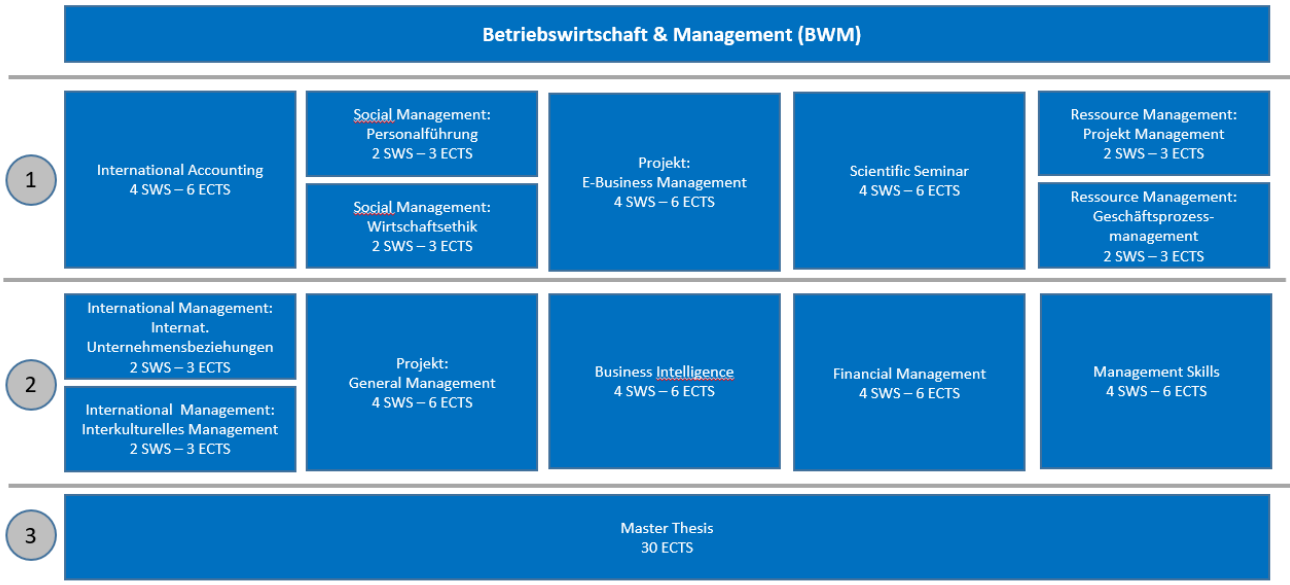 Betriebswirtschaft & Management (BWM)
1
International Accounting
4 SWS – 6 ECTS
Social Management:
Personalführung
2 SWS – 3 ECTS
Social Management:
Wirtschaftsethik
2 SWS – 3 ECTS
Projekt:
E-Business Management
4 SWS – 6 ECTS
Scientific Seminar
4 SWS – 6 ECTS
Ressource Management:
Projekt Management
2 SWS – 3 ECTS
Ressource Management:
Geschäftsprozess-
management
2 SWS – 3 ECTS
2
International Management:
Internat.
Unternehmensbeziehungen
2 SWS – 3 ECTS
International  Management:
Interkulturelles Management
2 SWS – 3 ECTS
Projekt:
General Management
4 SWS – 6 ECTS
Business Intelligence
4 SWS – 6 ECTS
Financial Management
4 SWS – 6 ECTS
Management Skills
4 SWS – 6 ECTS
3
Master Thesis
30 ECTS